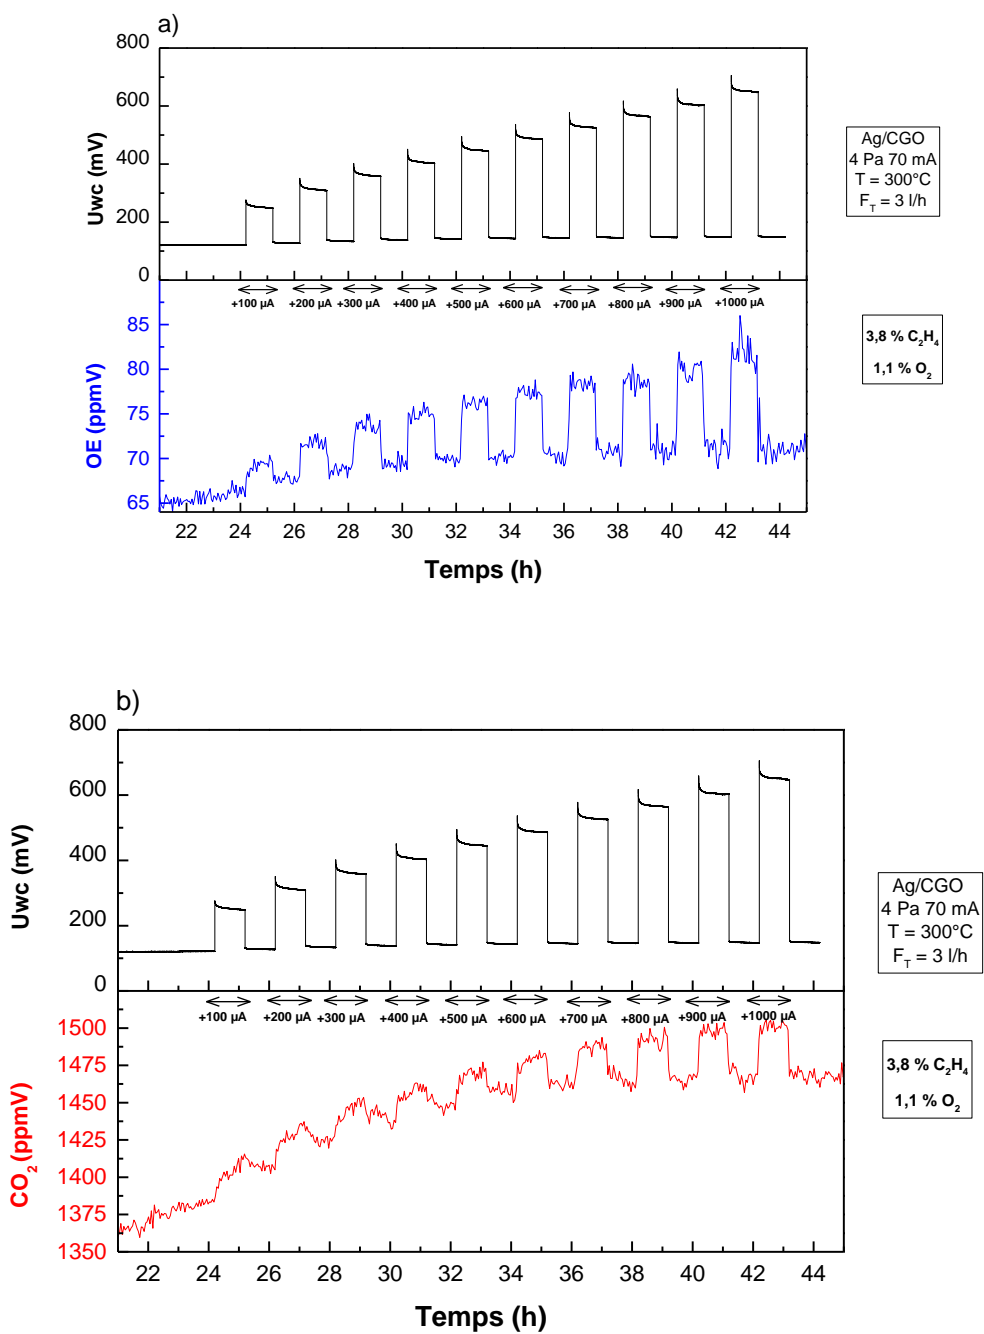 a)
800
600
400
200
0
Uwc (mV)
Ag/CGO
4 Pa 70 mA
T = 300°C
F_T = 3 l/h
+100 µA +200 µA +300 µA +400 µA +500 µA +600 µA +700 µA +800 µA +900 µA +1000 µA
85
80
75
70
65
OE (ppmV)
3,8 % C₂H₄
1,1 % O₂
22 24 26 28 30 32 34 36 38 40 42 44
Temps (h)
b)
800
600
400
200
0
Uwc (mV)
Ag/CGO
4 Pa 70 mA
T = 300°C
F_T = 3 l/h
+100 µA +200 µA +300 µA +400 µA +500 µA +600 µA +700 µA +800 µA +900 µA +1000 µA
1500
1475
1450
1425
1400
1375
1350
CO₂ (ppmV)
3,8 % C₂H₄
1,1 % O₂
22 24 26 28 30 32 34 36 38 40 42 44
Temps (h)